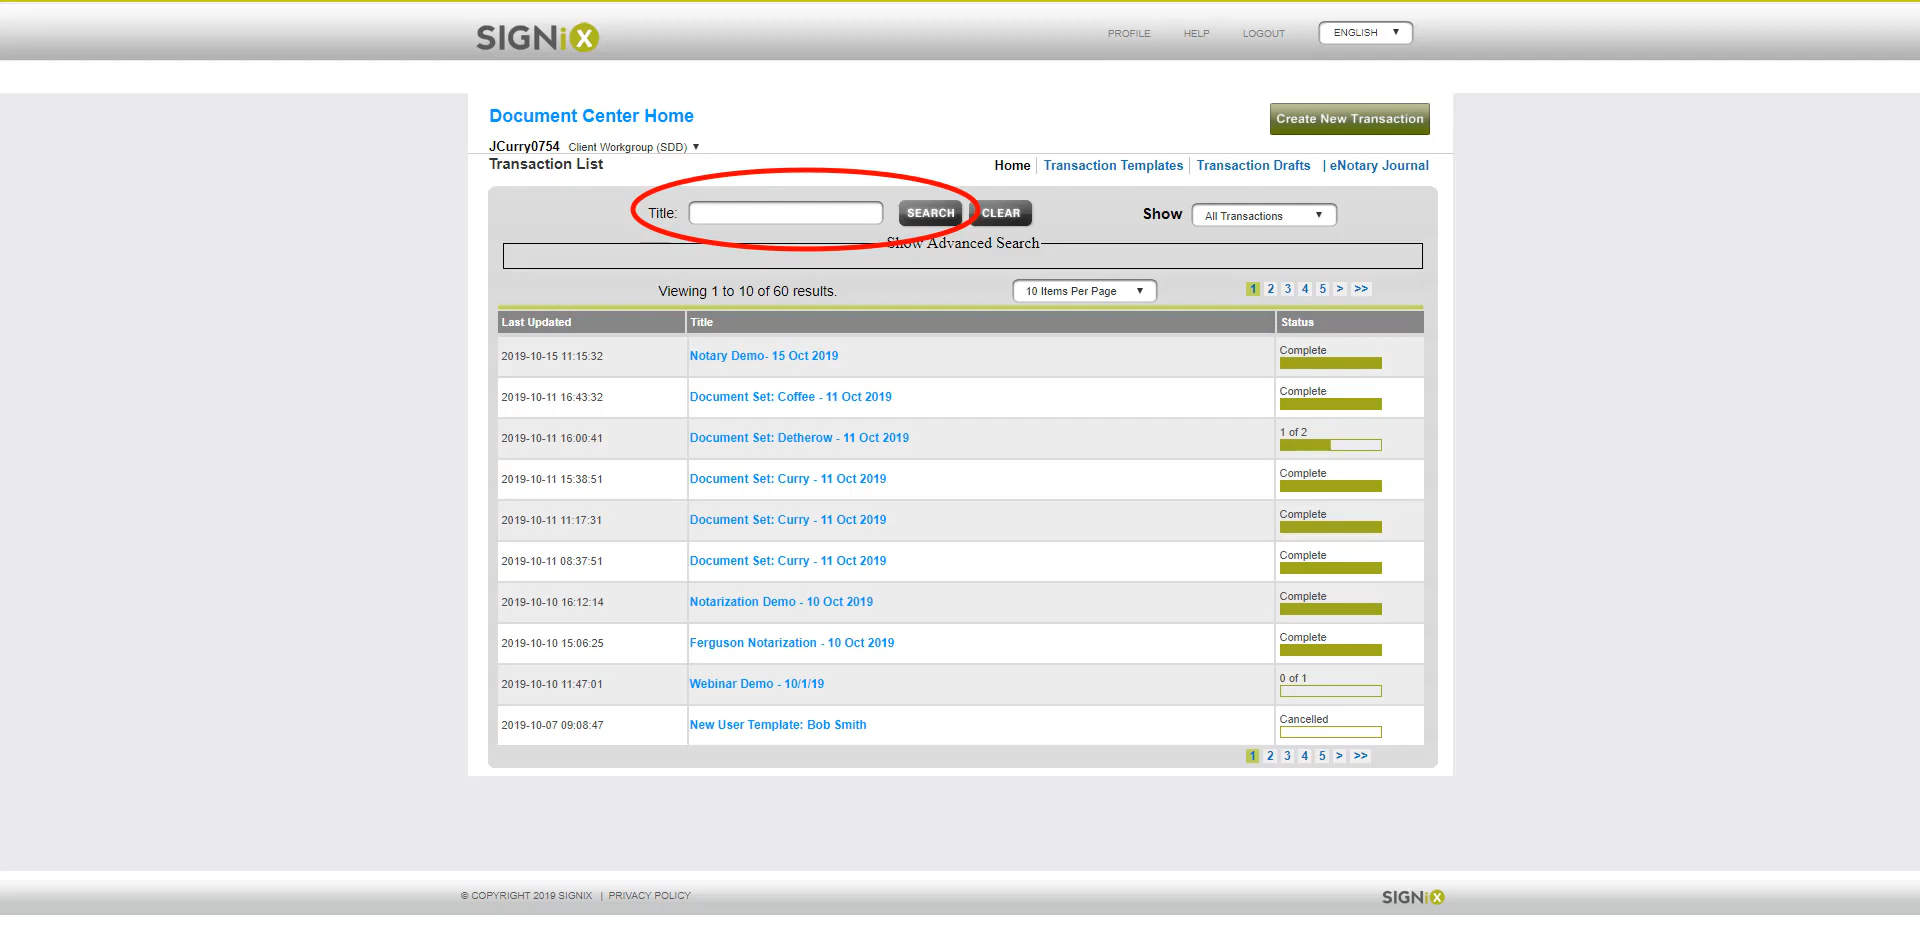 SIGNiX
PROFILE HELP LOGOUT ENGLISH ▼
Document Center Home
Create New Transaction
JCurry0754 Client Workgroup (SDD) ▼
Transaction List
Home Transaction Templates Transaction Drafts | eNotary Journal
Title: SEARCH CLEAR Show All Transactions ▼
Show Advanced Search
Viewing 1 to 10 of 60 results. 10 Items Per Page ▼ 1 2 3 4 5 > >>
Last Updated Title Status
2019-10-15 11:15:32 Notary Demo- 15 Oct 2019 Complete
2019-10-11 16:43:32 Document Set: Coffee - 11 Oct 2019 Complete
2019-10-11 16:00:41 Document Set: Detherow - 11 Oct 2019 1 of 2
2019-10-11 15:38:51 Document Set: Curry - 11 Oct 2019 Complete
2019-10-11 11:17:31 Document Set: Curry - 11 Oct 2019 Complete
2019-10-11 08:37:51 Document Set: Curry - 11 Oct 2019 Complete
2019-10-10 16:12:14 Notarization Demo - 10 Oct 2019 Complete
2019-10-10 15:06:25 Ferguson Notarization - 10 Oct 2019 Complete
2019-10-10 11:47:01 Webinar Demo - 10/1/19 0 of 1
2019-10-07 09:08:47 New User Template: Bob Smith Cancelled
1 2 3 4 5 > >>
© COPYRIGHT 2019 SIGNIX | PRIVACY POLICY
SIGNiX